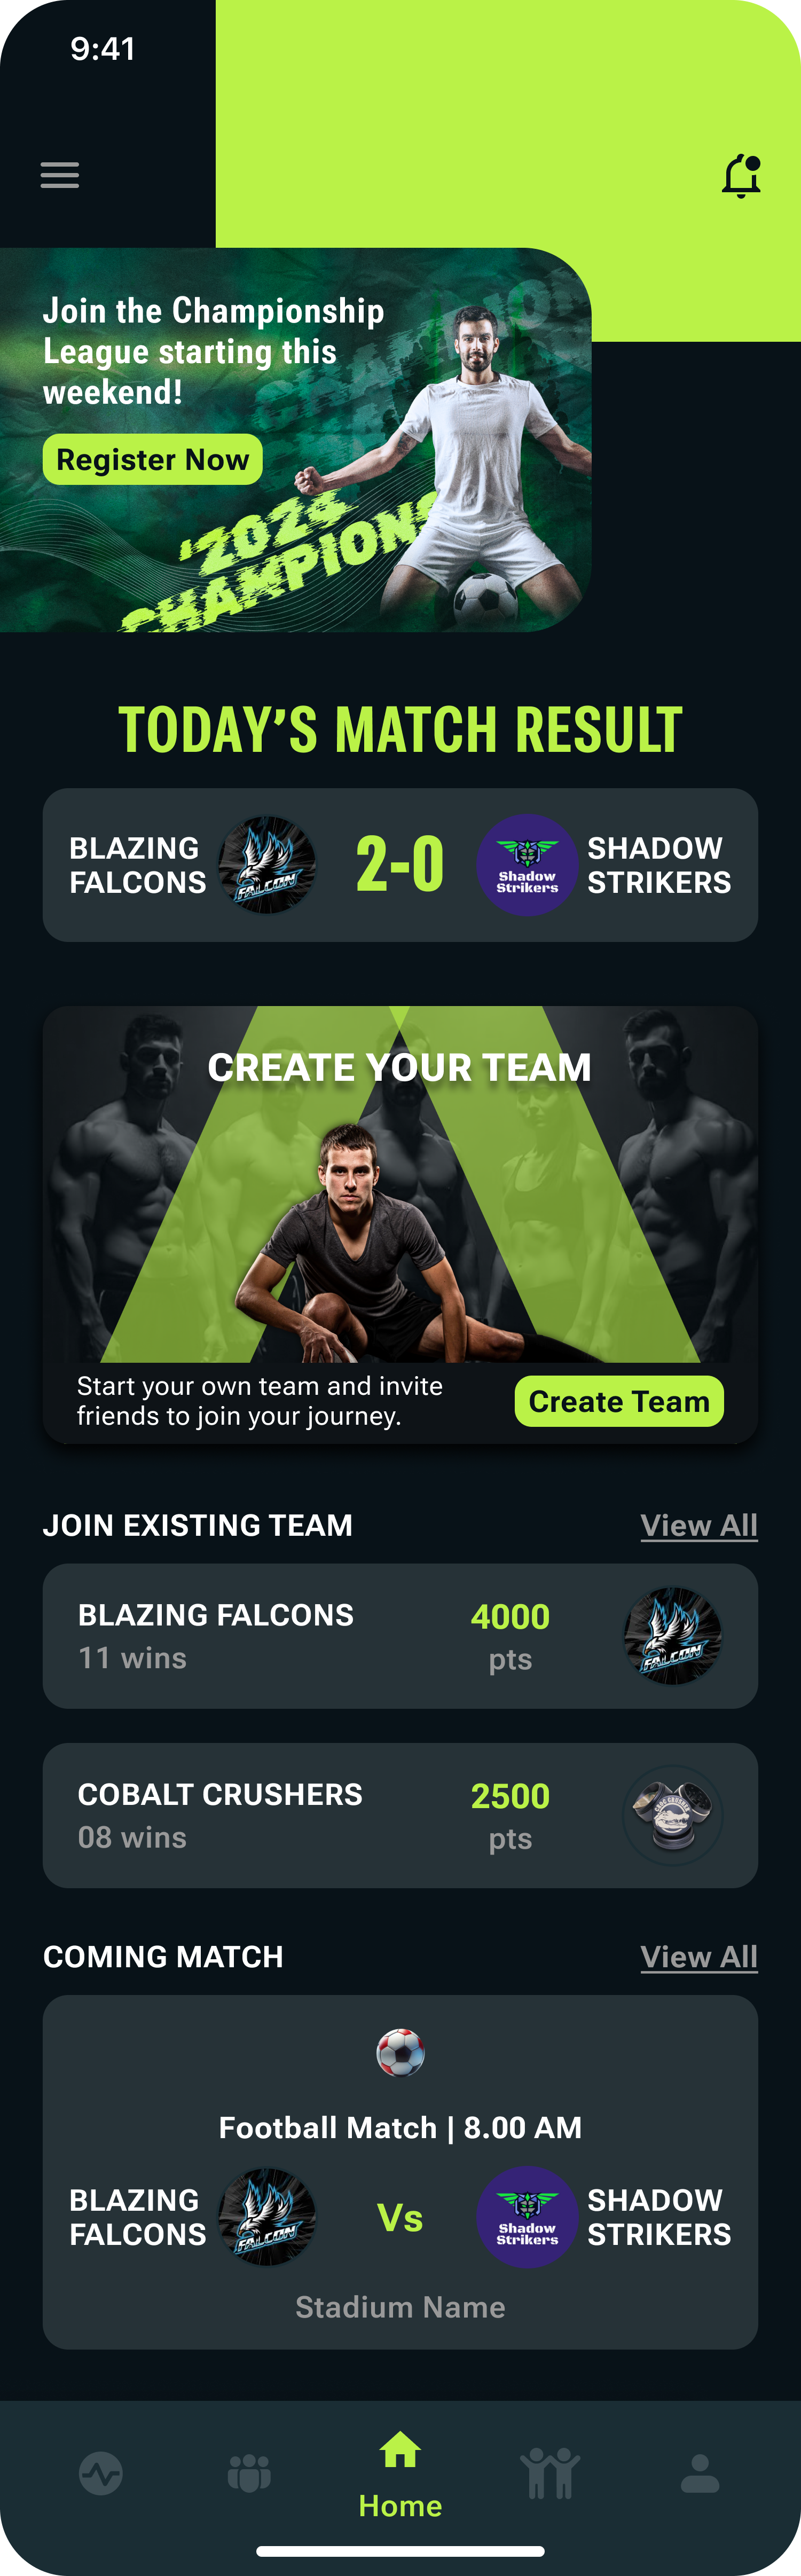 9:41
Join the Championship
League starting this
weekend!
Register Now
'2024
CHAMPIONS
TODAY'S MATCH RESULT
BLAZING
FALCONS
FALCON
2-0
Shadow
Strikers
SHADOW
STRIKERS
CREATE YOUR TEAM
Start your own team and invite
friends to join your journey.
Create Team
JOIN EXISTING TEAM
View All
BLAZING FALCONS
11 wins
4000
pts
FALCON
COBALT CRUSHERS
08 wins
2500
pts
CROC CRUSHER
COMING MATCH
View All
Football Match | 8.00 AM
BLAZING
FALCONS
FALCON
Vs
Shadow
Strikers
SHADOW
STRIKERS
Stadium Name
Home